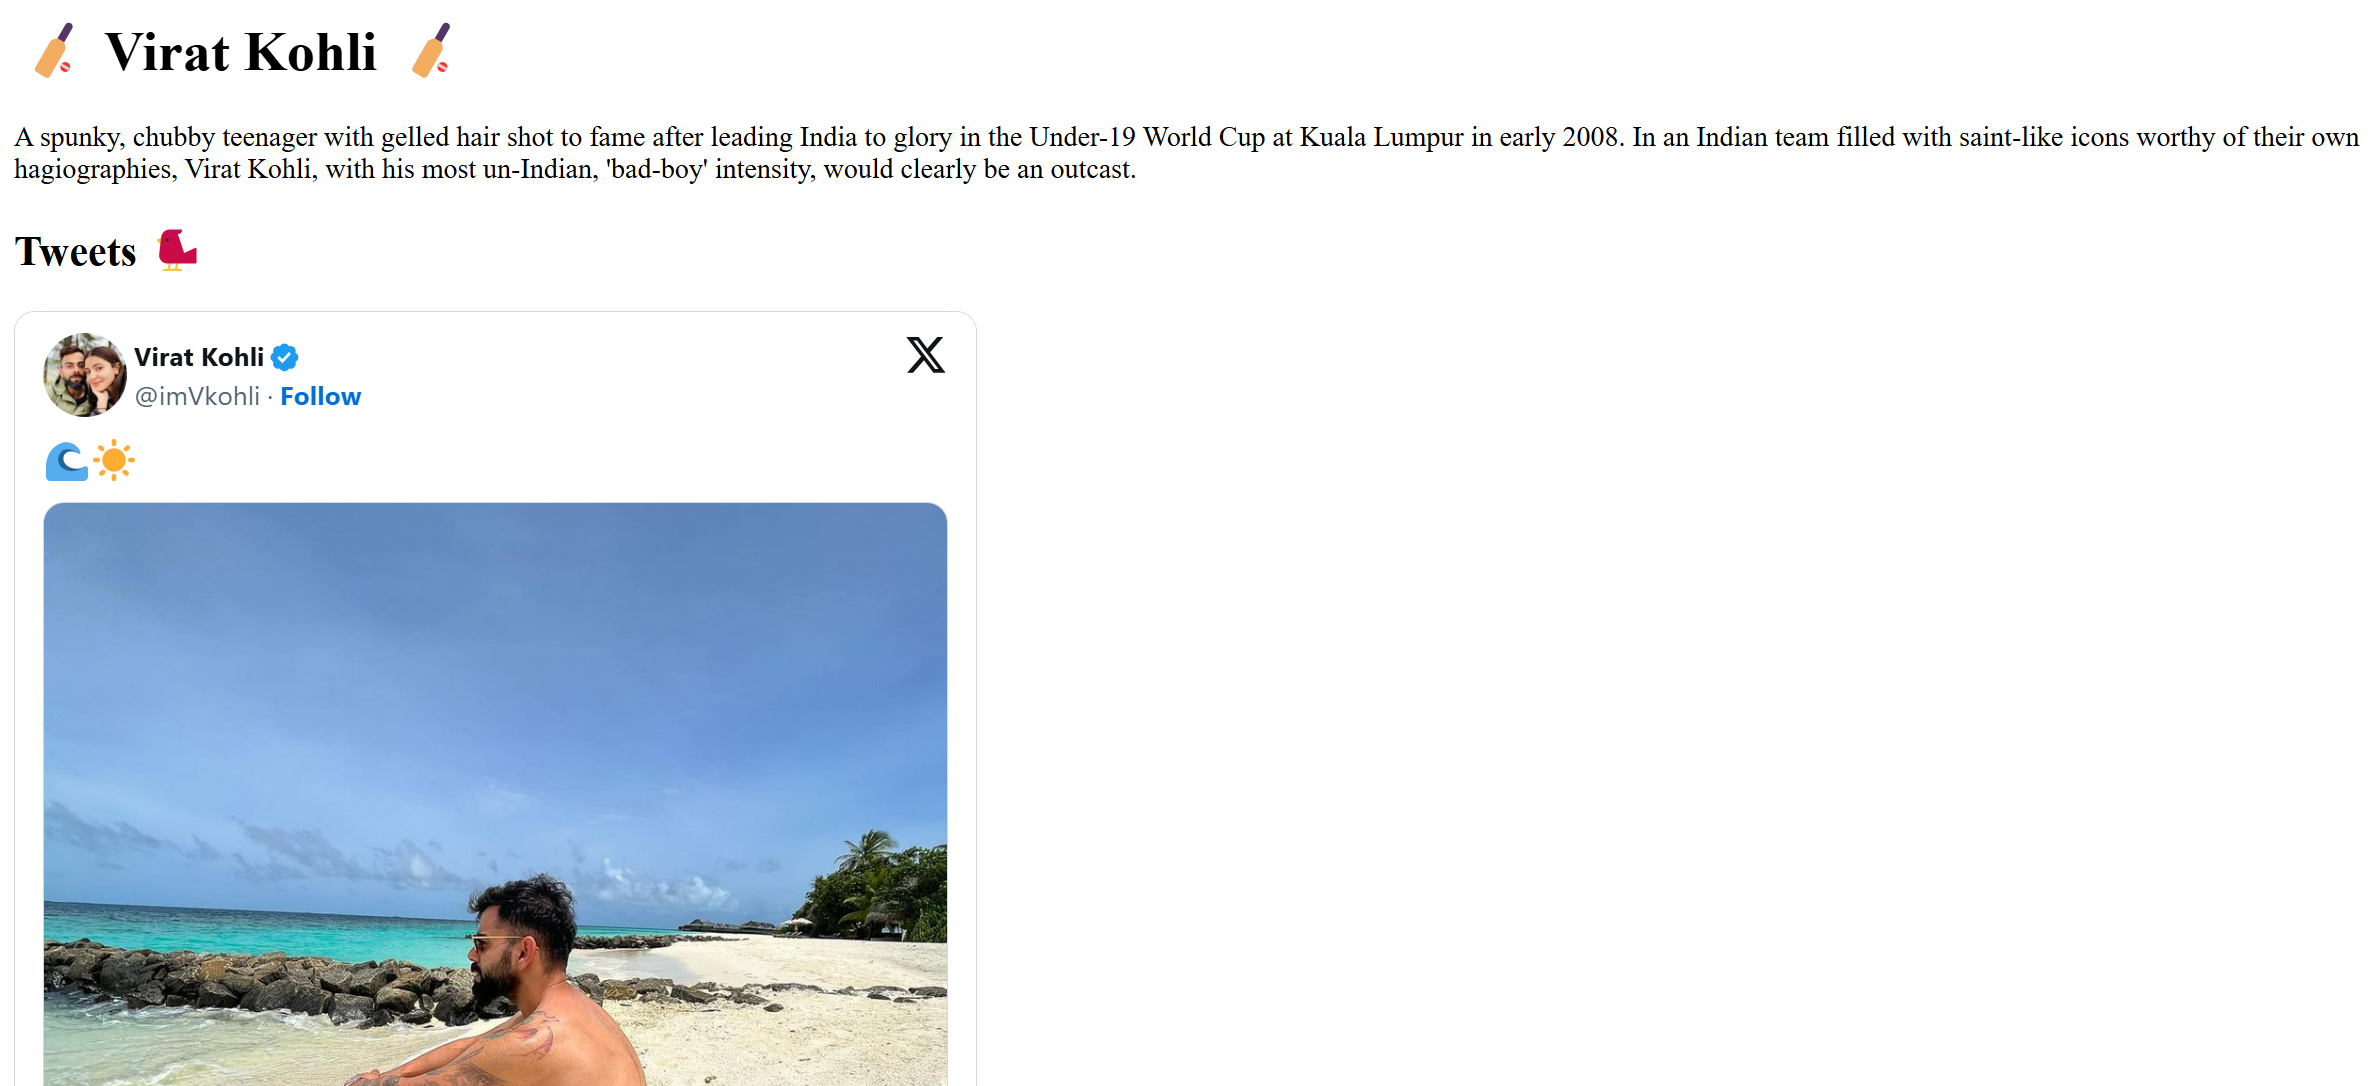 Virat Kohli
A spunky, chubby teenager with gelled hair shot to fame after leading India to glory in the Under-19 World Cup at Kuala Lumpur in early 2008. In an Indian team filled with saint-like icons worthy of their own
hagiographies, Virat Kohli, with his most un-Indian, 'bad-boy' intensity, would clearly be an outcast.
Tweets
Virat Kohli
@imVkohli · Follow